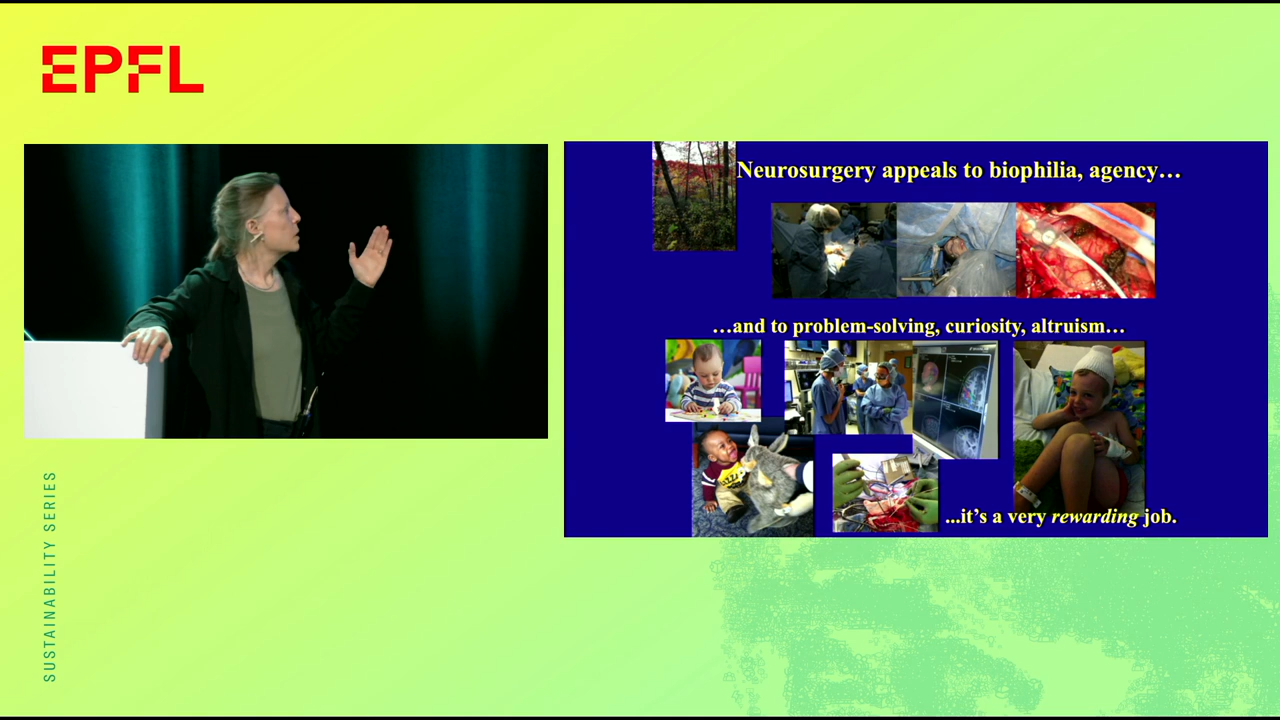 EPFL
Neurosurgery appeals to biophilia, agency…
…and to problem-solving, curiosity, altruism…
...it's a very rewarding job.
SUSTAINABILITY SERIES